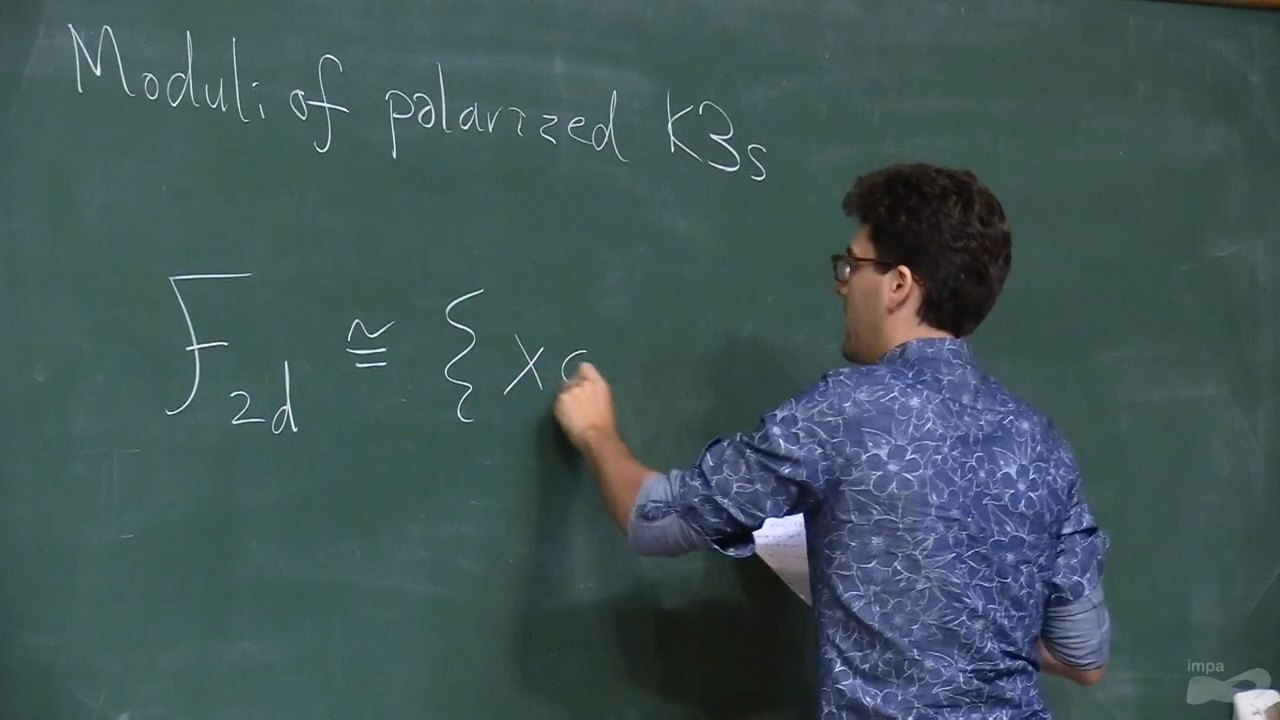 Moduli of polarized K3s
F_2d ≅ { X
impa